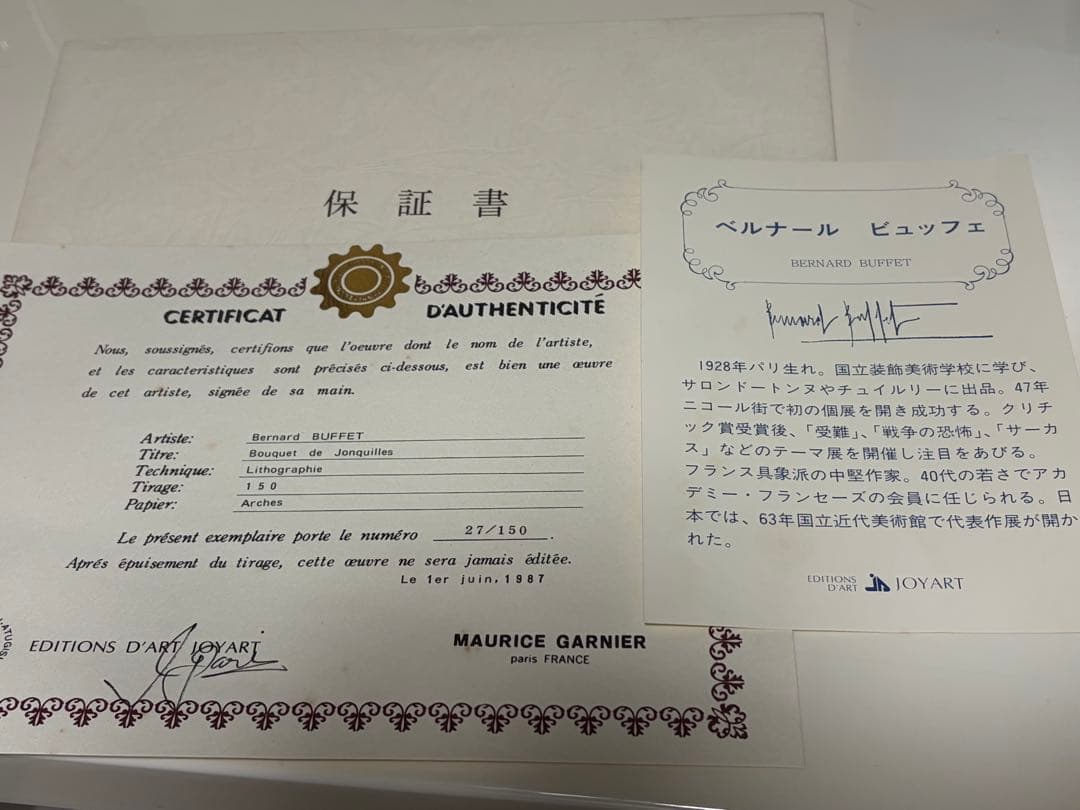 保証書
CERTIFICAT D'AUTHENTICITÉ
Nous, soussignés, certifions que l'oeuvre dont le nom de l'artiste,
et les caracteristiques sont précisés ci-dessous, est bien une œuvre
de cet artiste, signée de sa main.
Artiste: Bernard BUFFET
Titre: Bouquet de Jonquilles
Technique: Lithographie
Tirage: 150
Papier: Arches
Le présent exemplaire porte le numéro 27/150.
Aprés épuisement du tirage, cette œuvre ne sera jamais éditée.
Le 1er juin, 1987
EDITIONS D'ART JOYART
MAURICE GARNIER
paris FRANCE
ベルナール ビュッフェ
BERNARD BUFFET
Bernard Buffet
1928年パリ生れ。国立装飾美術学校に学び、
サロンドートンヌやチュイルリーに出品。47年
ニコール街で初の個展を開き成功する。クリチ
ック賞受賞後、「受難」、「戦争の恐怖」、「サーカ
ス」などのテーマ展を開催し注目をあびる。
フランス具象派の中堅作家。40代の若さでアカ
デミー・フランセーズの会員に任じられる。日
本では、63年国立近代美術館で代表作展が開か
れた。
EDITIONS
D'ART JOYART